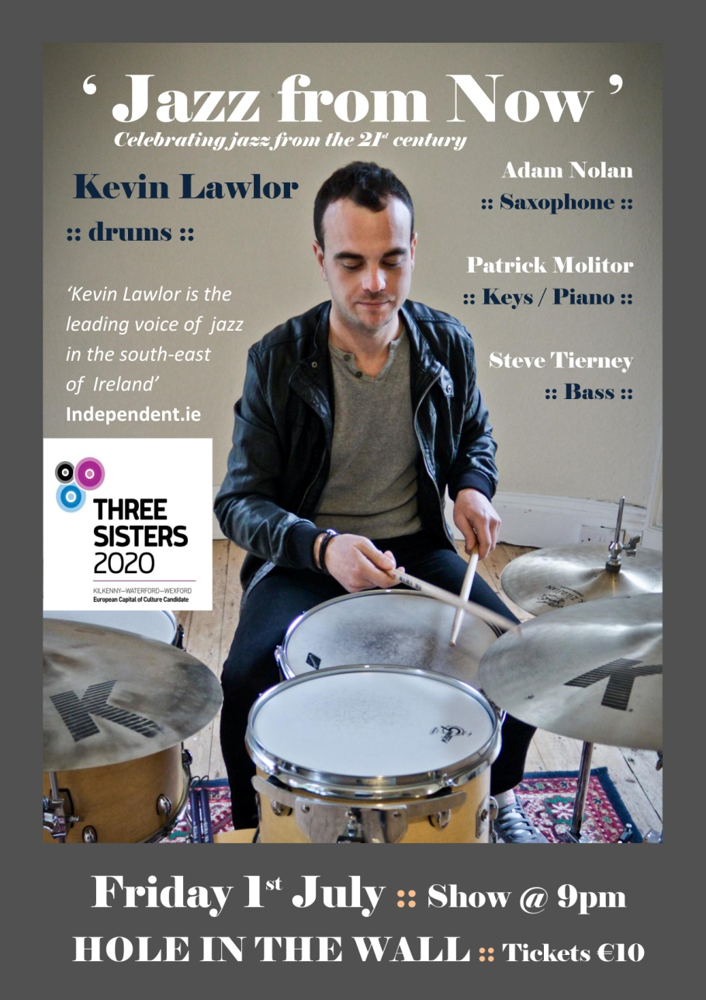 ‘ Jazz from Now ’
Celebrating jazz from the 21st century
Kevin Lawlor
:: drums ::
‘Kevin Lawlor is the
leading voice of jazz
in the south-east
of Ireland’
Independent.ie
Adam Nolan
:: Saxophone ::
Patrick Molitor
:: Keys / Piano ::
Steve Tierney
:: Bass ::
THREE
SISTERS
2020
KILKENNY—WATERFORD—WEXFORD
European Capital of Culture Candidate
K
K
Friday 1st July :: Show @ 9pm
HOLE IN THE WALL :: Tickets €10